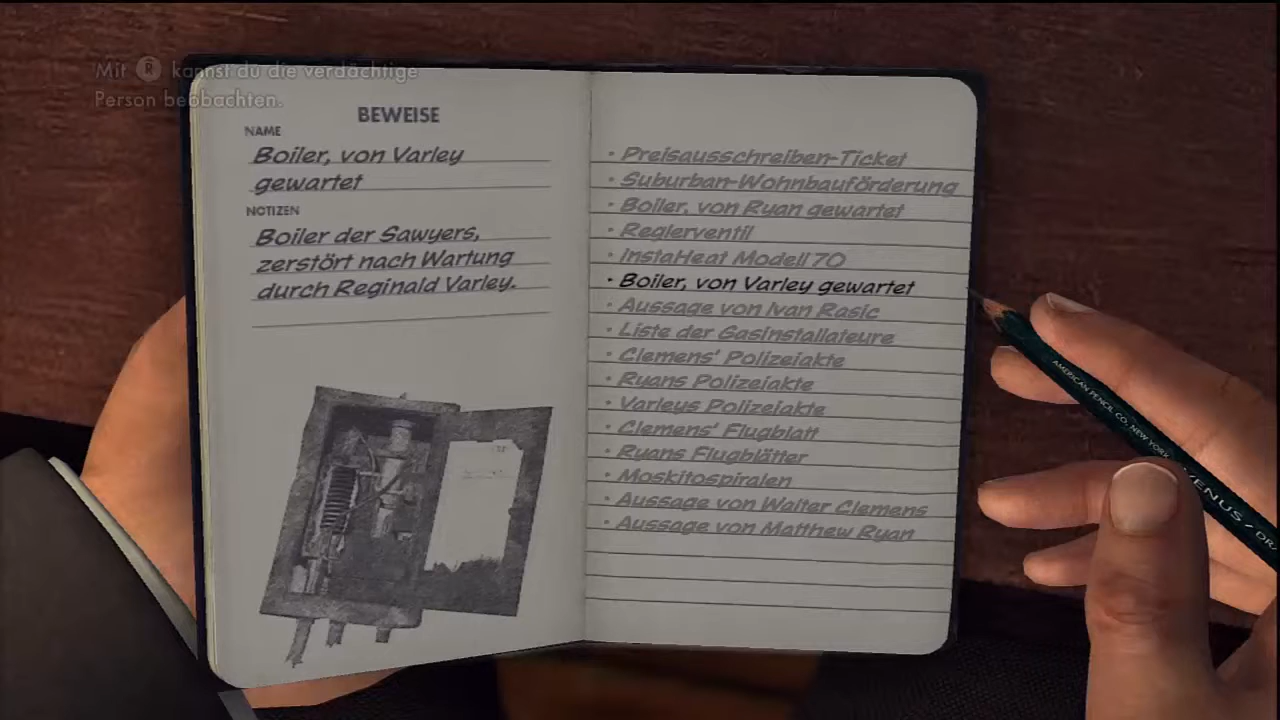 Mit R kannst du die verdächtige
Person beobachten.
BEWEISE
NAME
Boiler, von Varley
gewartet
NOTIZEN
Boiler der Sawyers,
zerstört nach Wartung
durch Reginald Varley.
• Preisausschreiben-Ticket
• Suburban-Wohnbauförderung
• Boiler, von Ryan gewartet
• Reglerventil
• InstaHeat Modell 70
• Boiler, von Varley gewartet
• Aussage von Ivan Rasic
• Liste der Gasinstallateure
• Clemens' Polizeiakte
• Ryans Polizeiakte
• Varleys Polizeiakte
• Clemens' Flugblatt
• Ryans Flugblätter
• Moskitospiralen
• Aussage von Walter Clemens
• Aussage von Matthew Ryan
AMERICAN PENCIL CO. NEW YORK
VENUS / DRA